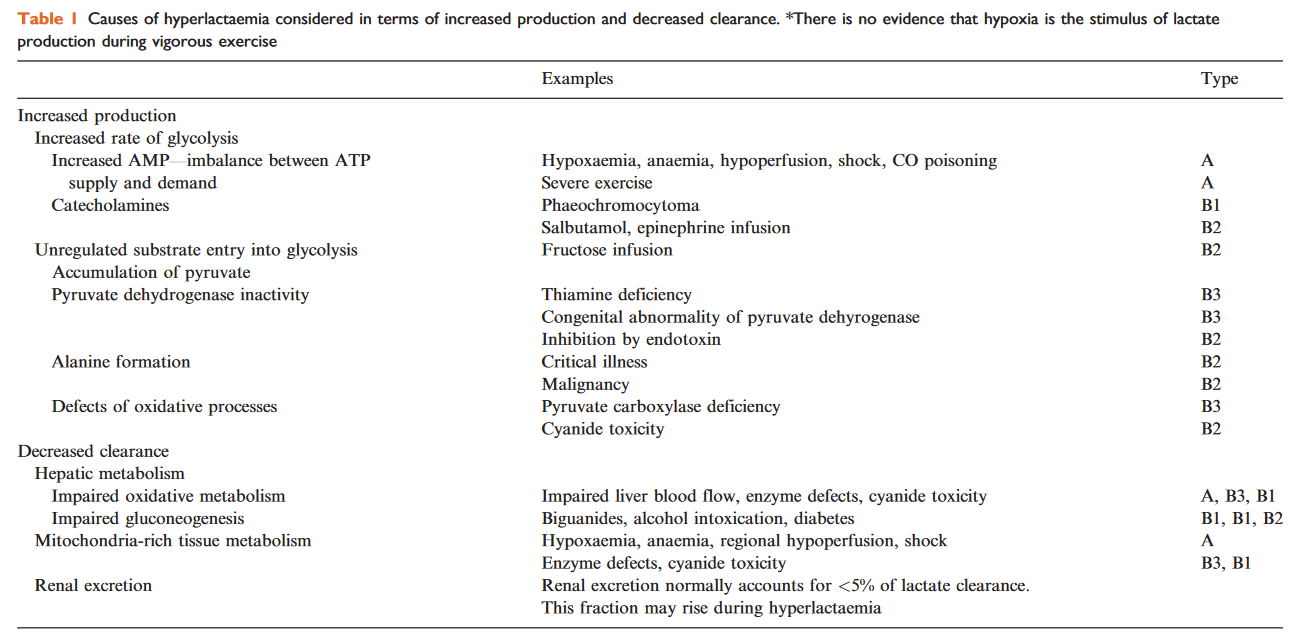 Table 1 Causes of hyperlactaemia considered in terms of increased production and decreased clearance. *There is no evidence that hypoxia is the stimulus of lactate
production during vigorous exercise
Examples Type
Increased production
Increased rate of glycolysis
Increased AMP—imbalance between ATP Hypoxaemia, anaemia, hypoperfusion, shock, CO poisoning A
supply and demand Severe exercise A
Catecholamines Phaeochromocytoma B1
Salbutamol, epinephrine infusion B2
Unregulated substrate entry into glycolysis Fructose infusion B2
Accumulation of pyruvate
Pyruvate dehydrogenase inactivity Thiamine deficiency B3
Congenital abnormality of pyruvate dehyrogenase B3
Inhibition by endotoxin B2
Alanine formation Critical illness B2
Malignancy B2
Defects of oxidative processes Pyruvate carboxylase deficiency B3
Cyanide toxicity B2
Decreased clearance
Hepatic metabolism
Impaired oxidative metabolism Impaired liver blood flow, enzyme defects, cyanide toxicity A, B3, B1
Impaired gluconeogenesis Biguanides, alcohol intoxication, diabetes B1, B1, B2
Mitochondria-rich tissue metabolism Hypoxaemia, anaemia, regional hypoperfusion, shock A
Enzyme defects, cyanide toxicity B3, B1
Renal excretion Renal excretion normally accounts for <5% of lactate clearance.
This fraction may rise during hyperlactaemia